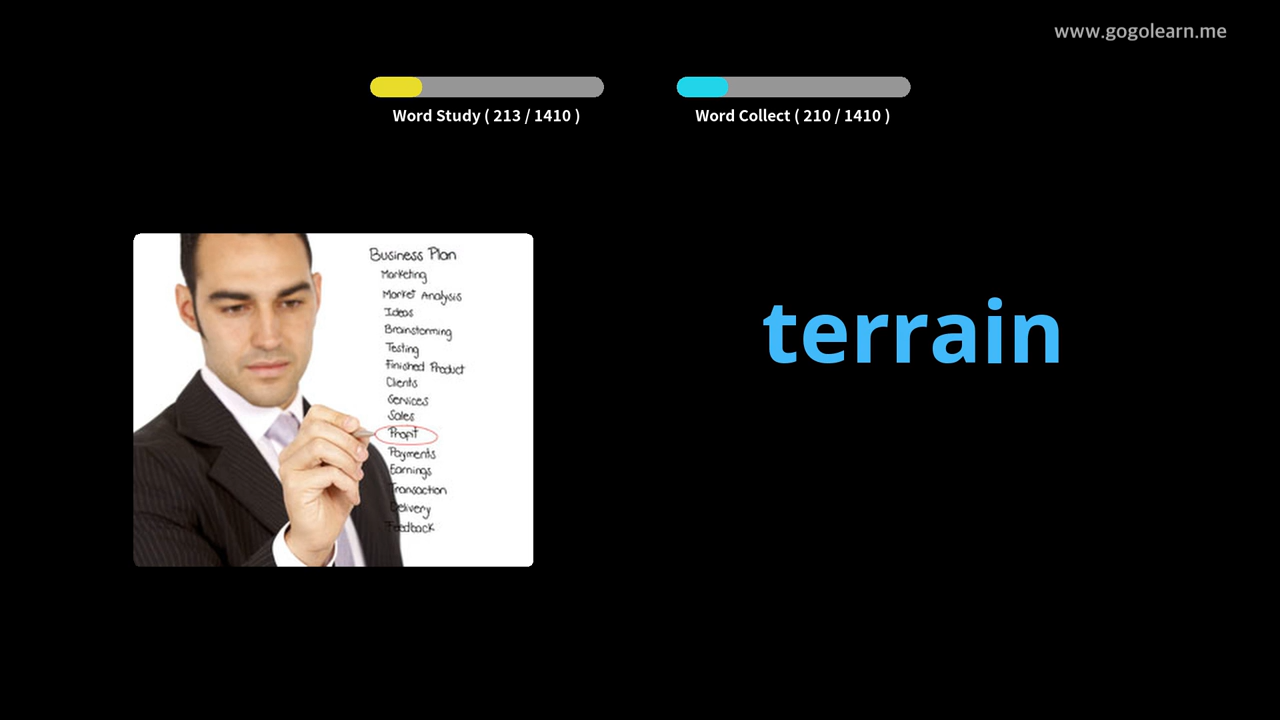 www.gogolearn.me
Word Study ( 213 / 1410 )
Word Collect ( 210 / 1410 )
Business Plan
Marketing
Market Analysis
Ideas
Brainstorming
Testing
Finished Product
Clients
Services
Sales
Profit
Payments
Earnings
Transaction
Delivery
Feedback
terrain